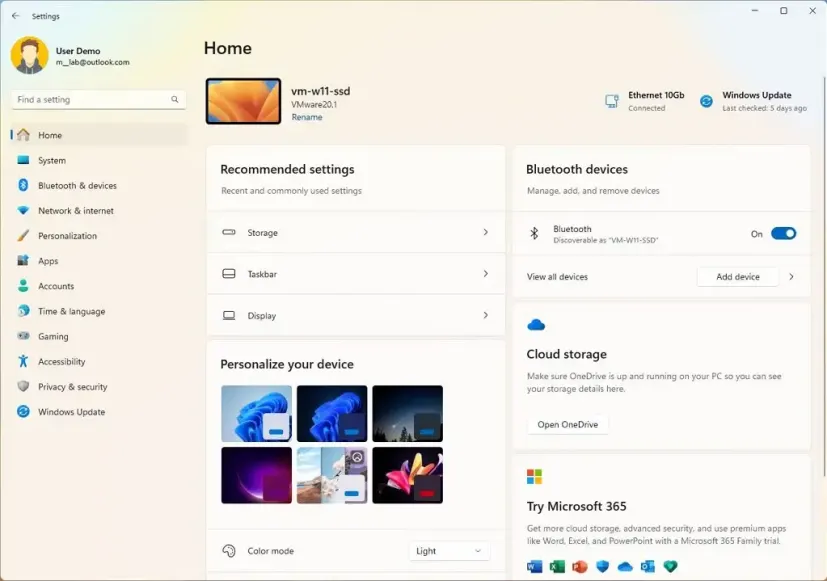 Settings
User Demo
m__lab@outlook.com
Find a setting
Home
System
Bluetooth & devices
Network & internet
Personalization
Apps
Accounts
Time & language
Gaming
Accessibility
Privacy & security
Windows Update
Home
vm-w11-ssd
VMware20.1
Rename
Ethernet 10Gb
Connected
Windows Update
Last checked: 5 days ago
Recommended settings
Recent and commonly used settings
Storage
Taskbar
Display
Personalize your device
Color mode
Light
Bluetooth devices
Manage, add, and remove devices
Bluetooth
Discoverable as "VM-W11-SSD"
On
View all devices
Add device
Cloud storage
Make sure OneDrive is up and running on your PC so you can see
your storage details here.
Open OneDrive
Try Microsoft 365
Get more cloud storage, advanced security, and use premium apps
like Word, Excel, and PowerPoint with a Microsoft 365 Family trial.